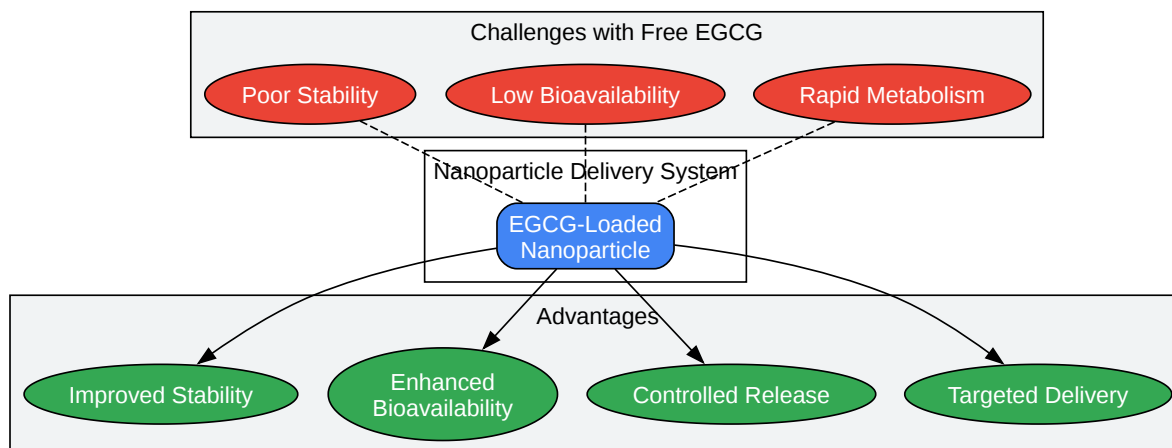 Challenges with Free EGCG
Poor Stability
Low Bioavailability
Rapid Metabolism
Nanoparticle Delivery System
EGCG-Loaded
Nanoparticle
Advantages
Improved Stability
Enhanced
Bioavailability
Controlled Release
Targeted Delivery